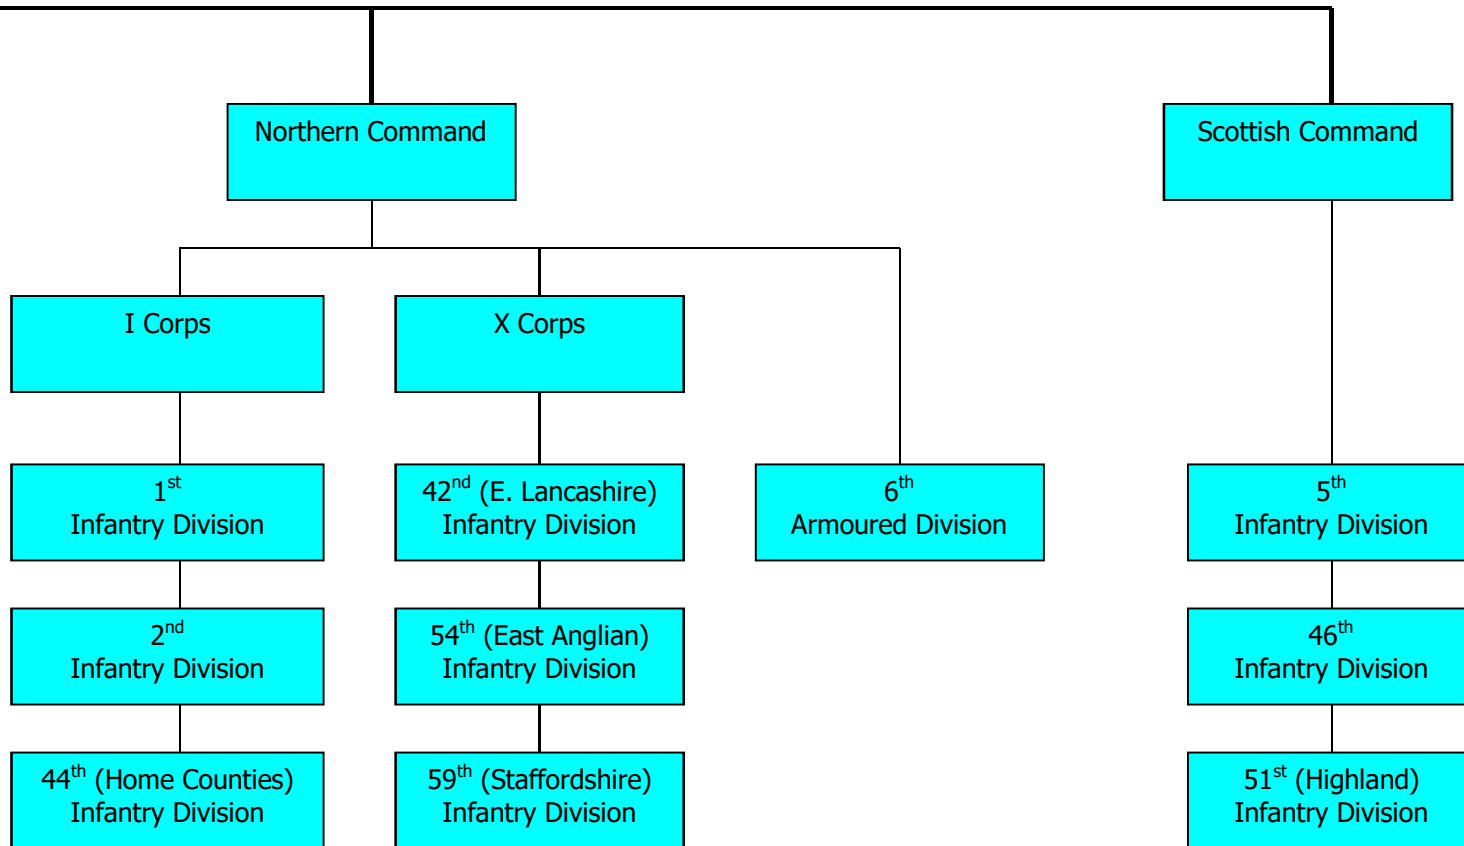 Northern Command
Scottish Command
I Corps
X Corps
1st
Infantry Division
42nd (E. Lancashire)
Infantry Division
6th
Armoured Division
5th
Infantry Division
2nd
Infantry Division
54th (East Anglian)
Infantry Division
46th
Infantry Division
44th (Home Counties)
Infantry Division
59th (Staffordshire)
Infantry Division
51st (Highland)
Infantry Division